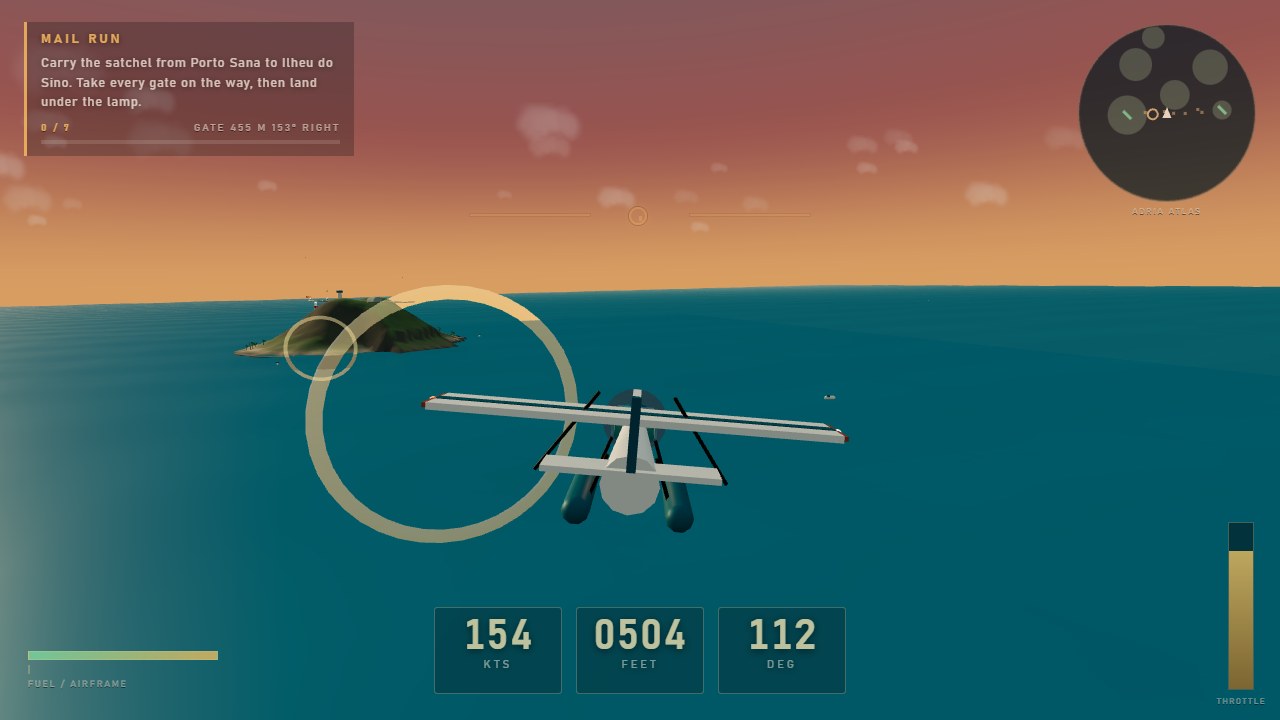 MAIL RUN
Carry the satchel from Porto Sana to Ilheu do
Sino. Take every gate on the way, then land
under the lamp.
0 / 7
GATE 455 M 153° RIGHT
ADRIA ATLAS
154
KTS
0504
FEET
112
DEG
FUEL / AIRFRAME
THROTTLE